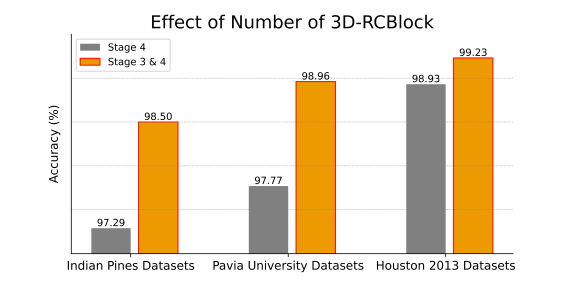 Effect of Number of 3D-RCBlock
Stage 4
Stage 3 & 4
Accuracy (%)
97.29
98.50
97.77
98.96
98.93
99.23
Indian Pines Datasets
Pavia University Datasets
Houston 2013 Datasets